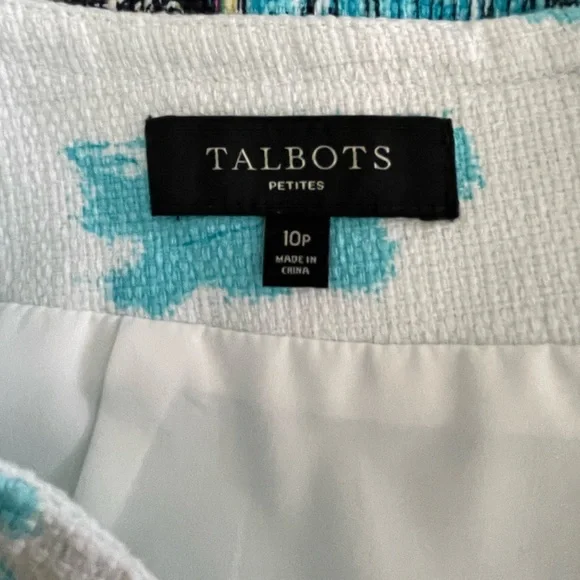 TALBOTS
PETITES
10P
MADE IN
CHINA